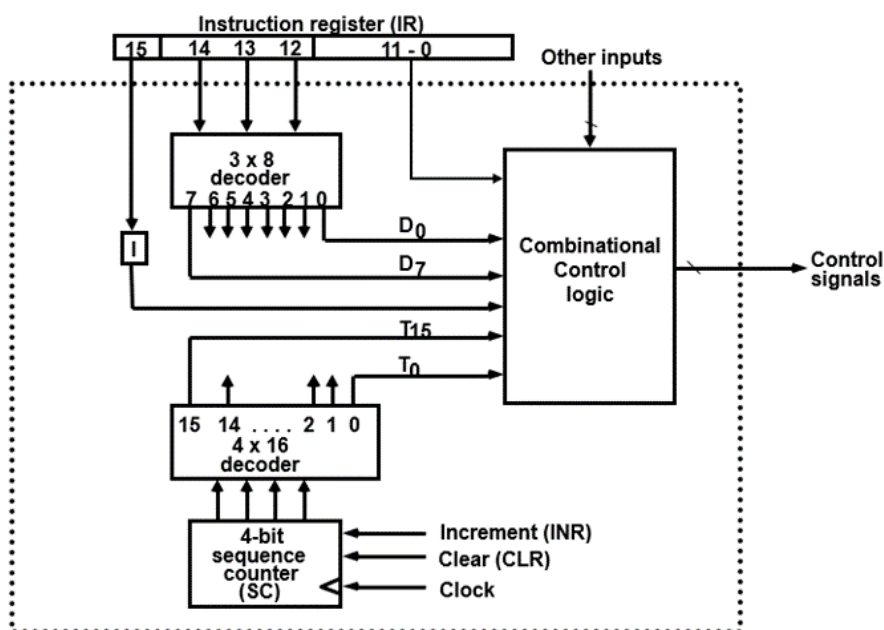 Instruction register (IR)
15 14 13 12 11 - 0
Other inputs
3 x 8
decoder
7 6 5 4 3 2 1 0
D0
I
D7
Combinational
Control
logic
Control
signals
T15
T0
15 14 . . . . 2 1 0
4 x 16
decoder
4-bit
sequence
counter
(SC)
Increment (INR)
Clear (CLR)
Clock